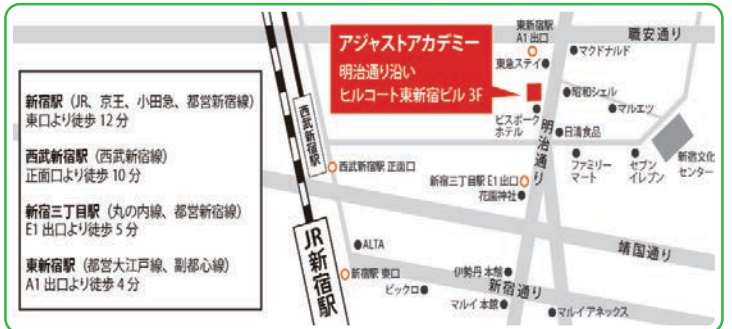 新宿駅（JR、京王、小田急、都営新宿線）
東口より徒歩 12 分
西武新宿駅（西武新宿線）
正面口より徒歩 10 分
新宿三丁目駅（丸の内線、都営新宿線）
E1 出口より徒歩 5 分
東新宿駅（都営大江戸線、副都心線）
A1 出口より徒歩 4 分
アジャストアカデミー
明治通り沿い
ヒルコート東新宿ビル 3F
東新宿駅
A1 出口
職安通り
マクドナルド
東急ステイ
昭和シェル
マルエツ
ビスポーク
ホテル
日清食品
明治通り
ファミリー
マート
セブン
イレブン
新宿文化
センター
西武新宿駅
西武新宿駅 正面口
新宿三丁目駅 E1 出口
花園神社
靖国通り
JR新宿駅
ALTA
新宿駅 東口
伊勢丹 本館
新宿通り
ビックロ
マルイ 本館
マルイ アネックス